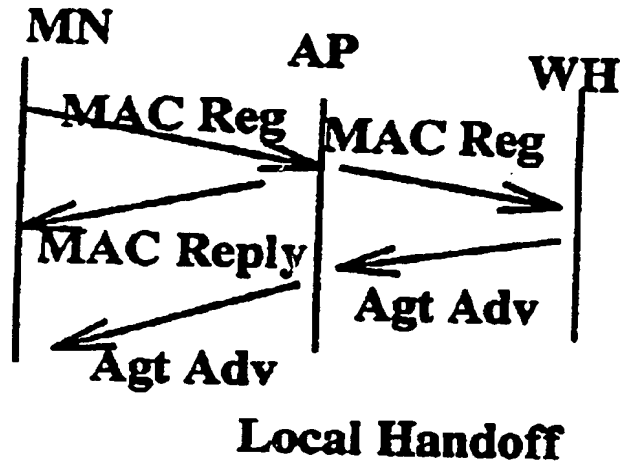 MN
AP
WH
MAC Reg
MAC Reg
MAC Reply
Agt Adv
Agt Adv
Local Handoff